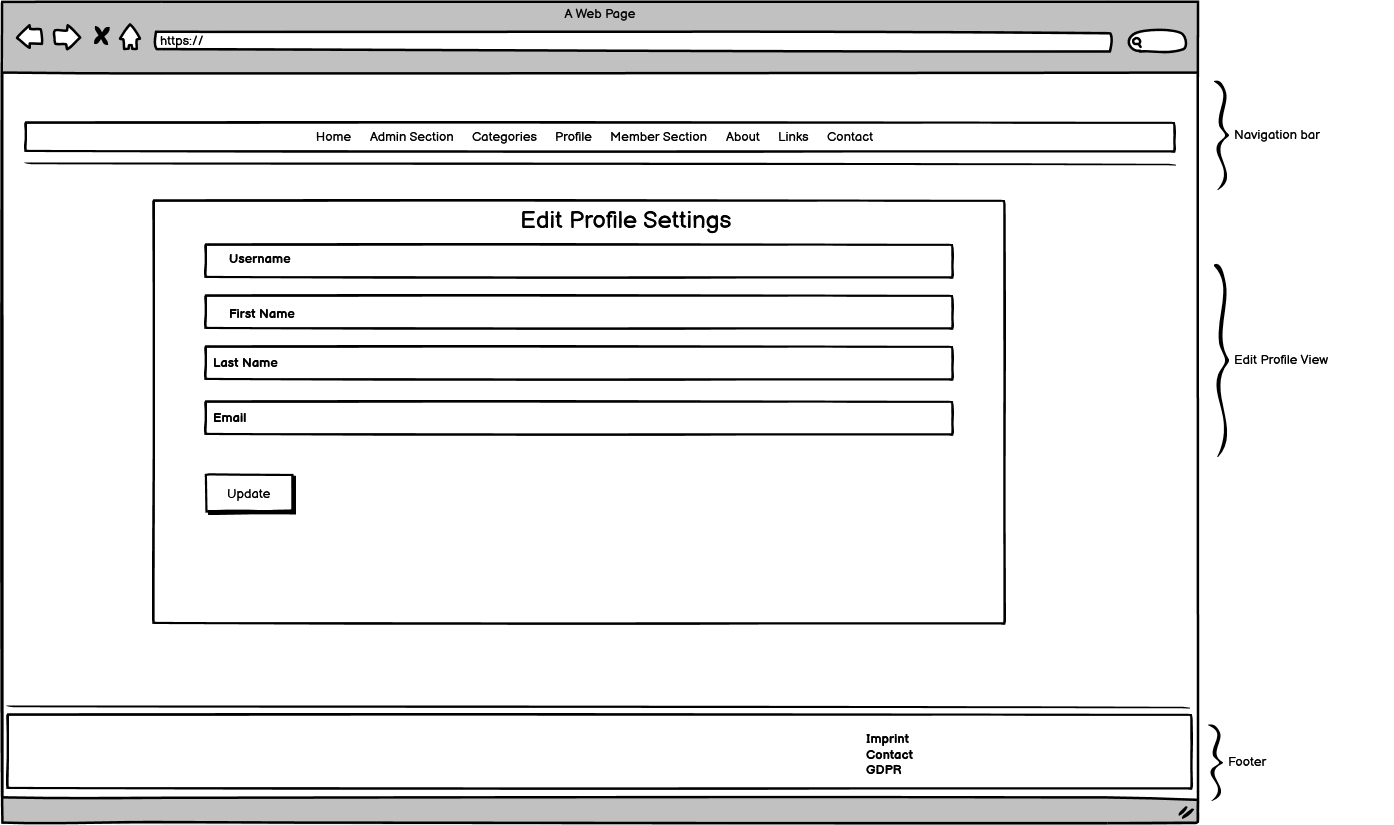 A Web Page
https://
Home Admin Section Categories Profile Member Section About Links Contact
Navigation bar
Edit Profile Settings
Username
First Name
Last Name
Email
Edit Profile View
Update
Imprint
Contact
GDPR
Footer